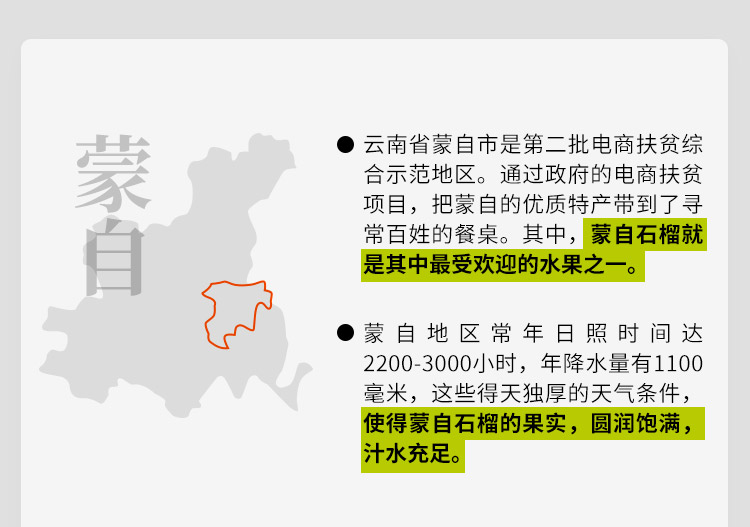 蒙自
云南省蒙自市是第二批电商扶贫综
合示范地区。通过政府的电商扶贫
项目，把蒙自的优质特产带到了寻
常百姓的餐桌。其中，蒙自石榴就
是其中最受欢迎的水果之一。
蒙自地区常年日照时间达
2200-3000小时，年降水量有1100
毫米，这些得天独厚的天气条件，
使得蒙自石榴的果实，圆润饱满，
汁水充足。